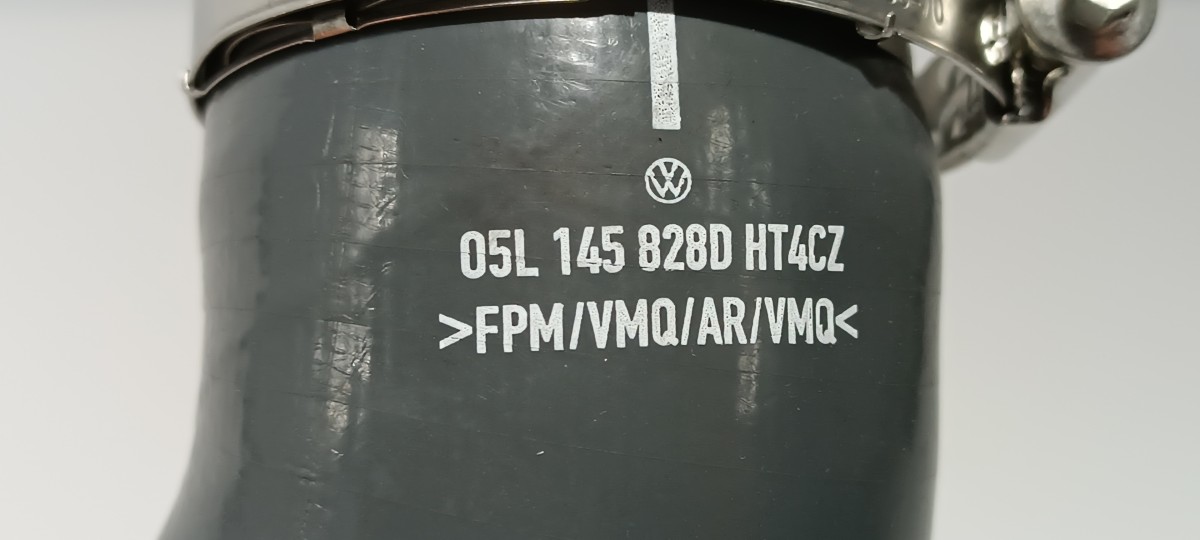 05L 145 828D HT4CZ
>FPM/VMQ/AR/VMQ<